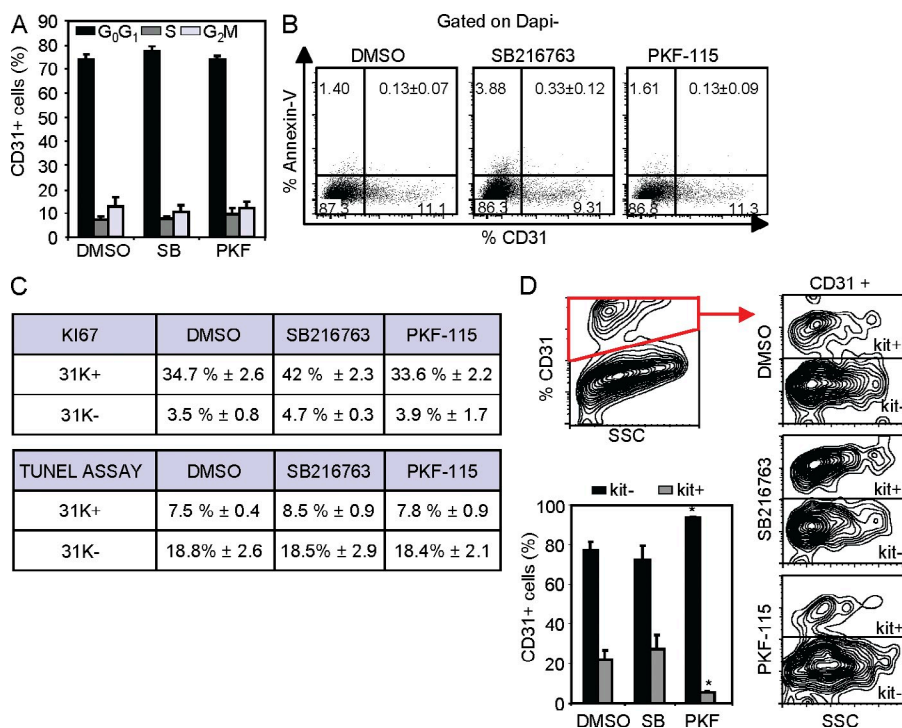 A
G₀G₁ S G₂M
CD31+ cells (%)
90
80
70
60
50
40
30
20
10
0
DMSO SB PKF
B
Gated on Dapi-
DMSO SB216763 PKF-115
% Annexin-V
1.40 0.13±0.07
87.3 11.1
3.88 0.33±0.12
86.3 9.31
1.61 0.13±0.09
86.8 11.3
% CD31
C
KI67 DMSO SB216763 PKF-115
31K+ 34.7 % ± 2.6 42 % ± 2.3 33.6 % ± 2.2
31K- 3.5 % ± 0.8 4.7 % ± 0.3 3.9 % ± 1.7
TUNEL ASSAY DMSO SB216763 PKF-115
31K+ 7.5 % ± 0.4 8.5 % ± 0.9 7.8 % ± 0.9
31K- 18.8% ± 2.6 18.5% ± 2.9 18.4% ± 2.1
D
% CD31
SSC
CD31 +
DMSO
kit+
kit-
SB216763
kit+
kit-
PKF-115
kit+
kit-
SSC
kit- kit+
CD31+ cells (%)
100
80
60
40
20
0
*
*
DMSO SB PKF